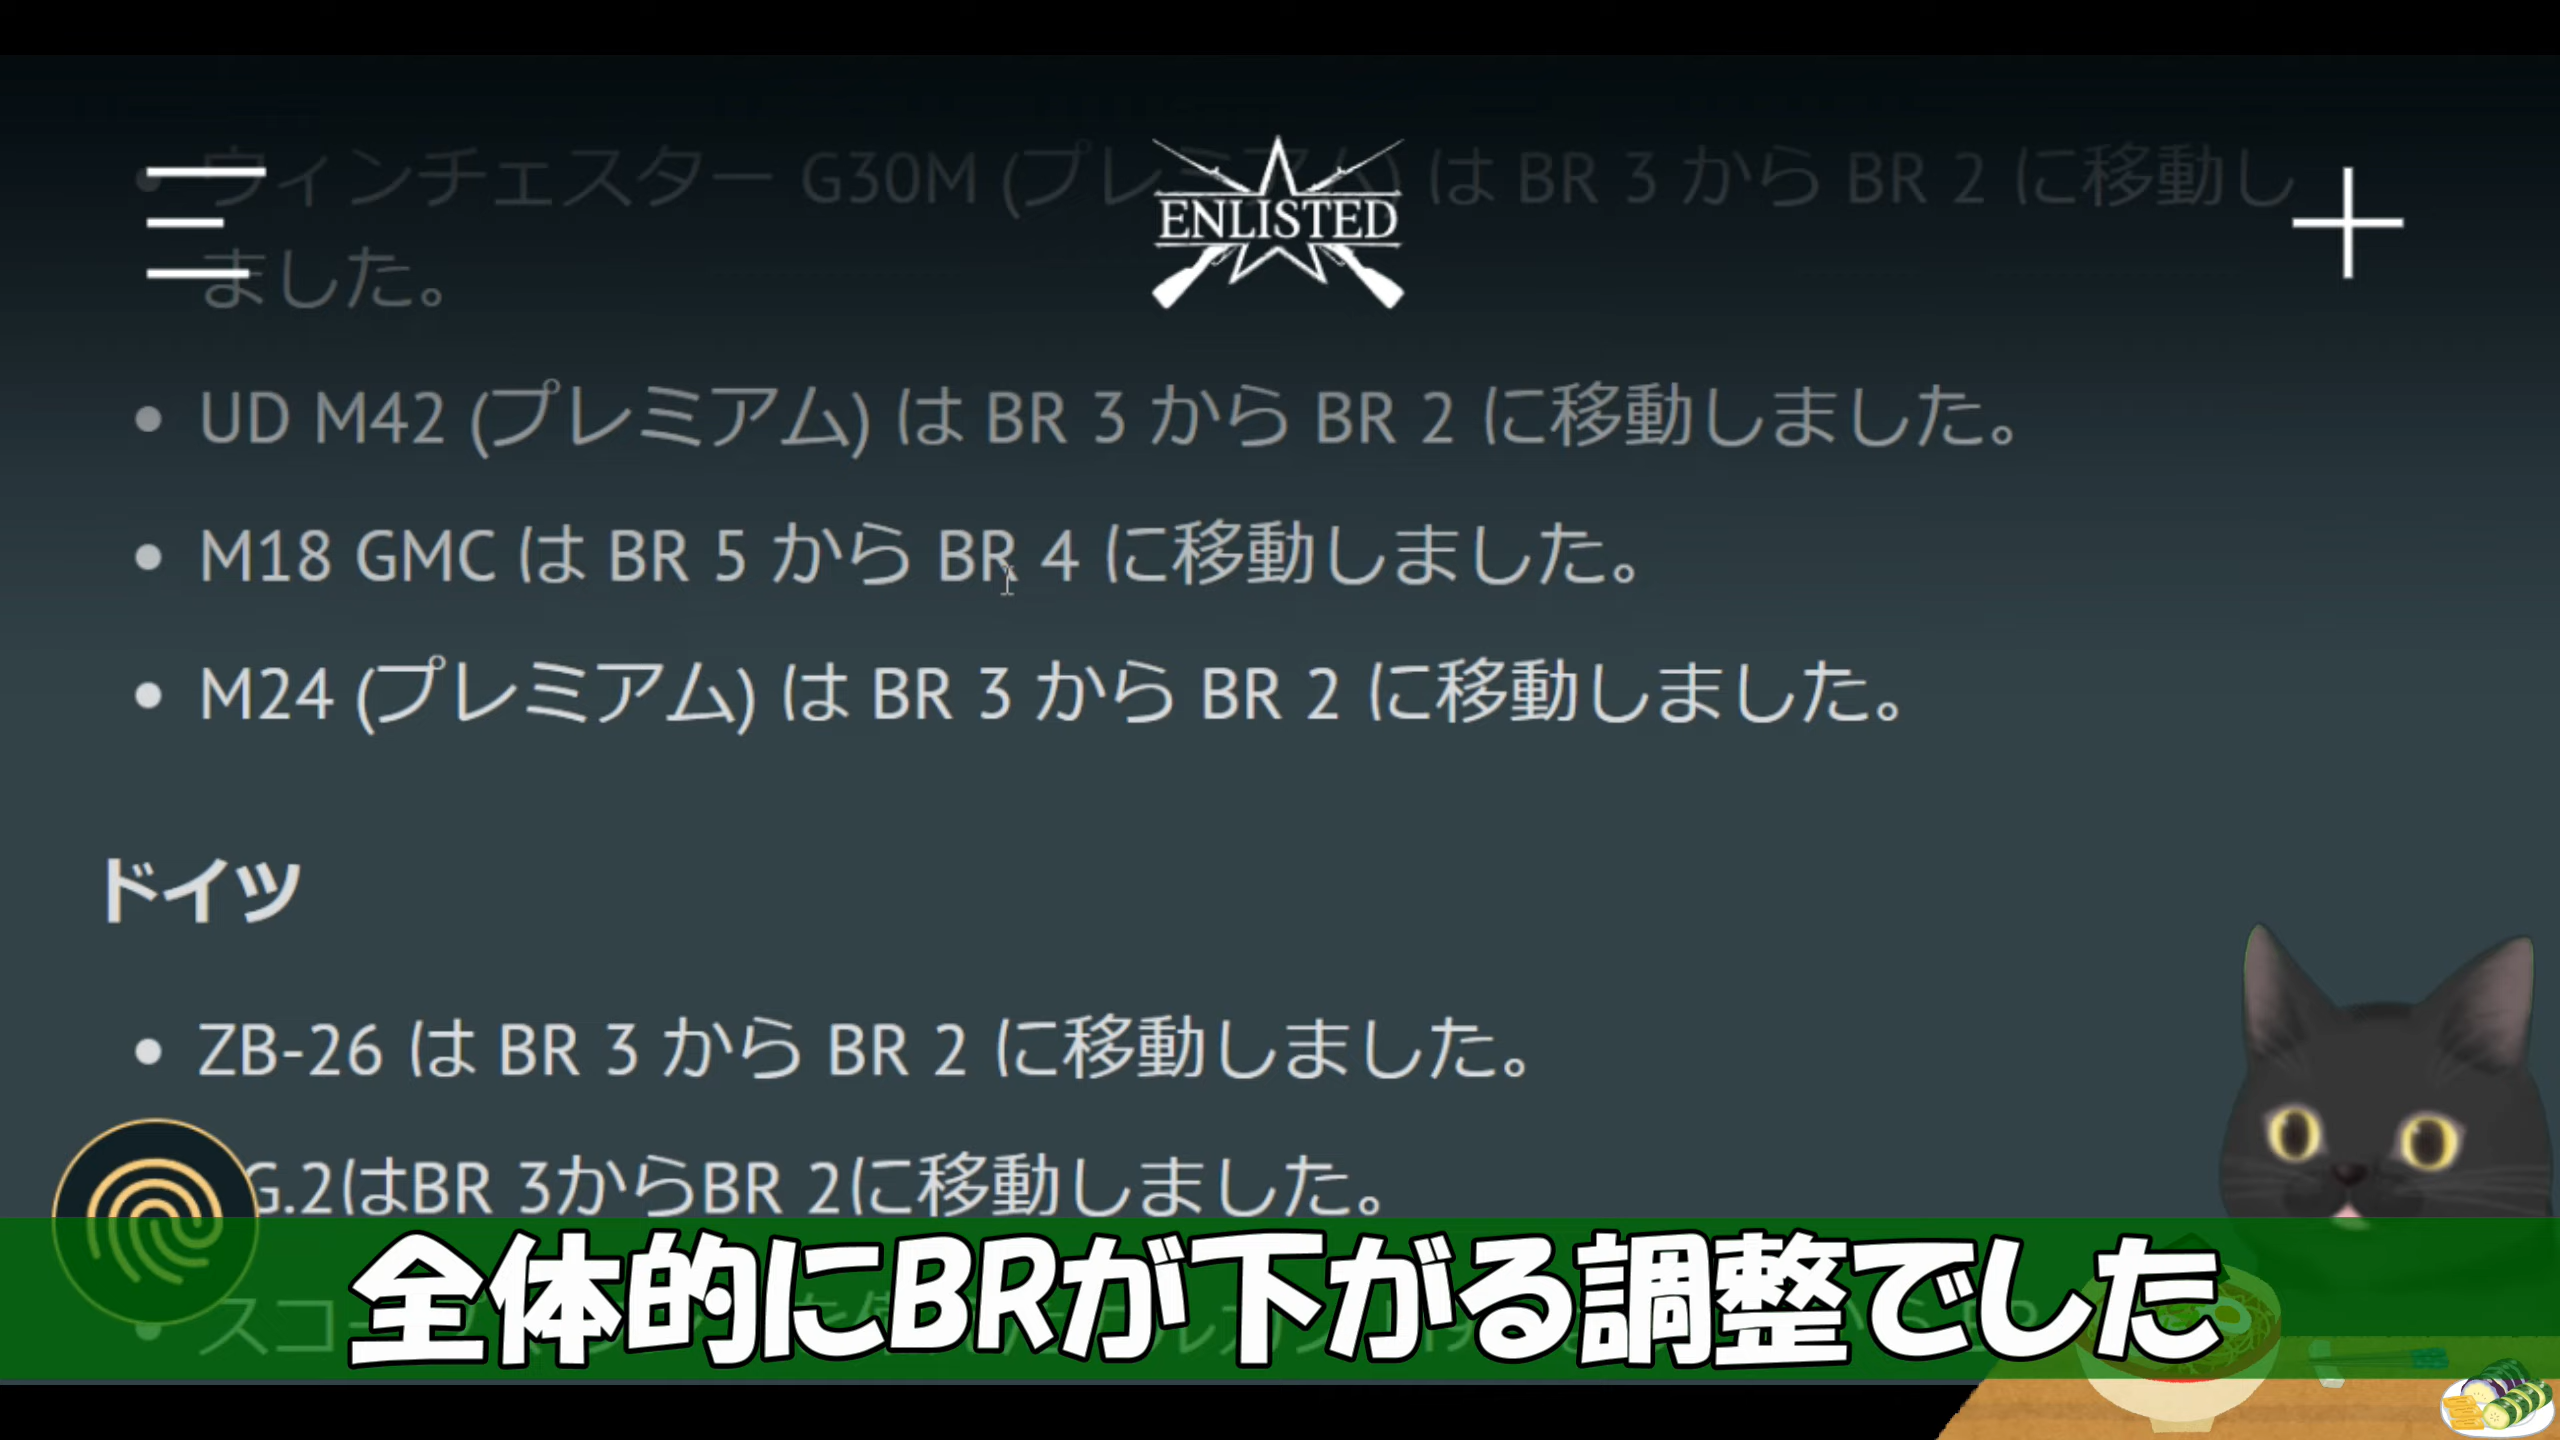 ENLISTED
• ウィンチェスター G30M (プレミアム) は BR 3 から BR 2 に移動し
ました。
• UD M42 (プレミアム) は BR 3 から BR 2 に移動しました。
• M18 GMC は BR 5 から BR 4 に移動しました。
• M24 (プレミアム) は BR 3 から BR 2 に移動しました。
ドイツ
• ZB-26 は BR 3 から BR 2 に移動しました。
G.2はBR 3からBR 2に移動しました。
全体的にBRが下がる調整でした